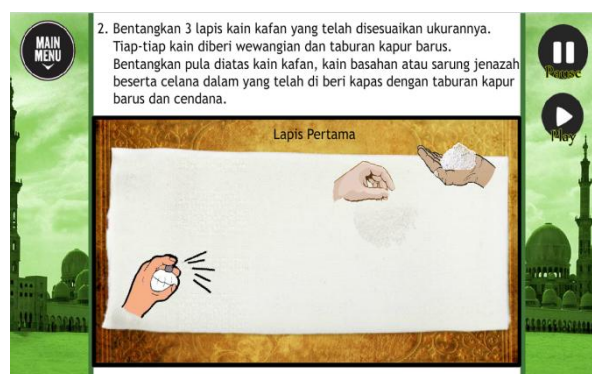 MAIN
MENU
2. Bentangkan 3 lapis kain kafan yang telah disesuaikan ukurannya.
Tiap-tiap kain diberi wewangian dan taburan kapur barus.
Bentangkan pula diatas kain kafan, kain basahan atau sarung jenazah
beserta celana dalam yang telah di beri kapas dengan taburan kapur
barus dan cendana.
Pause
Play
Lapis Pertama